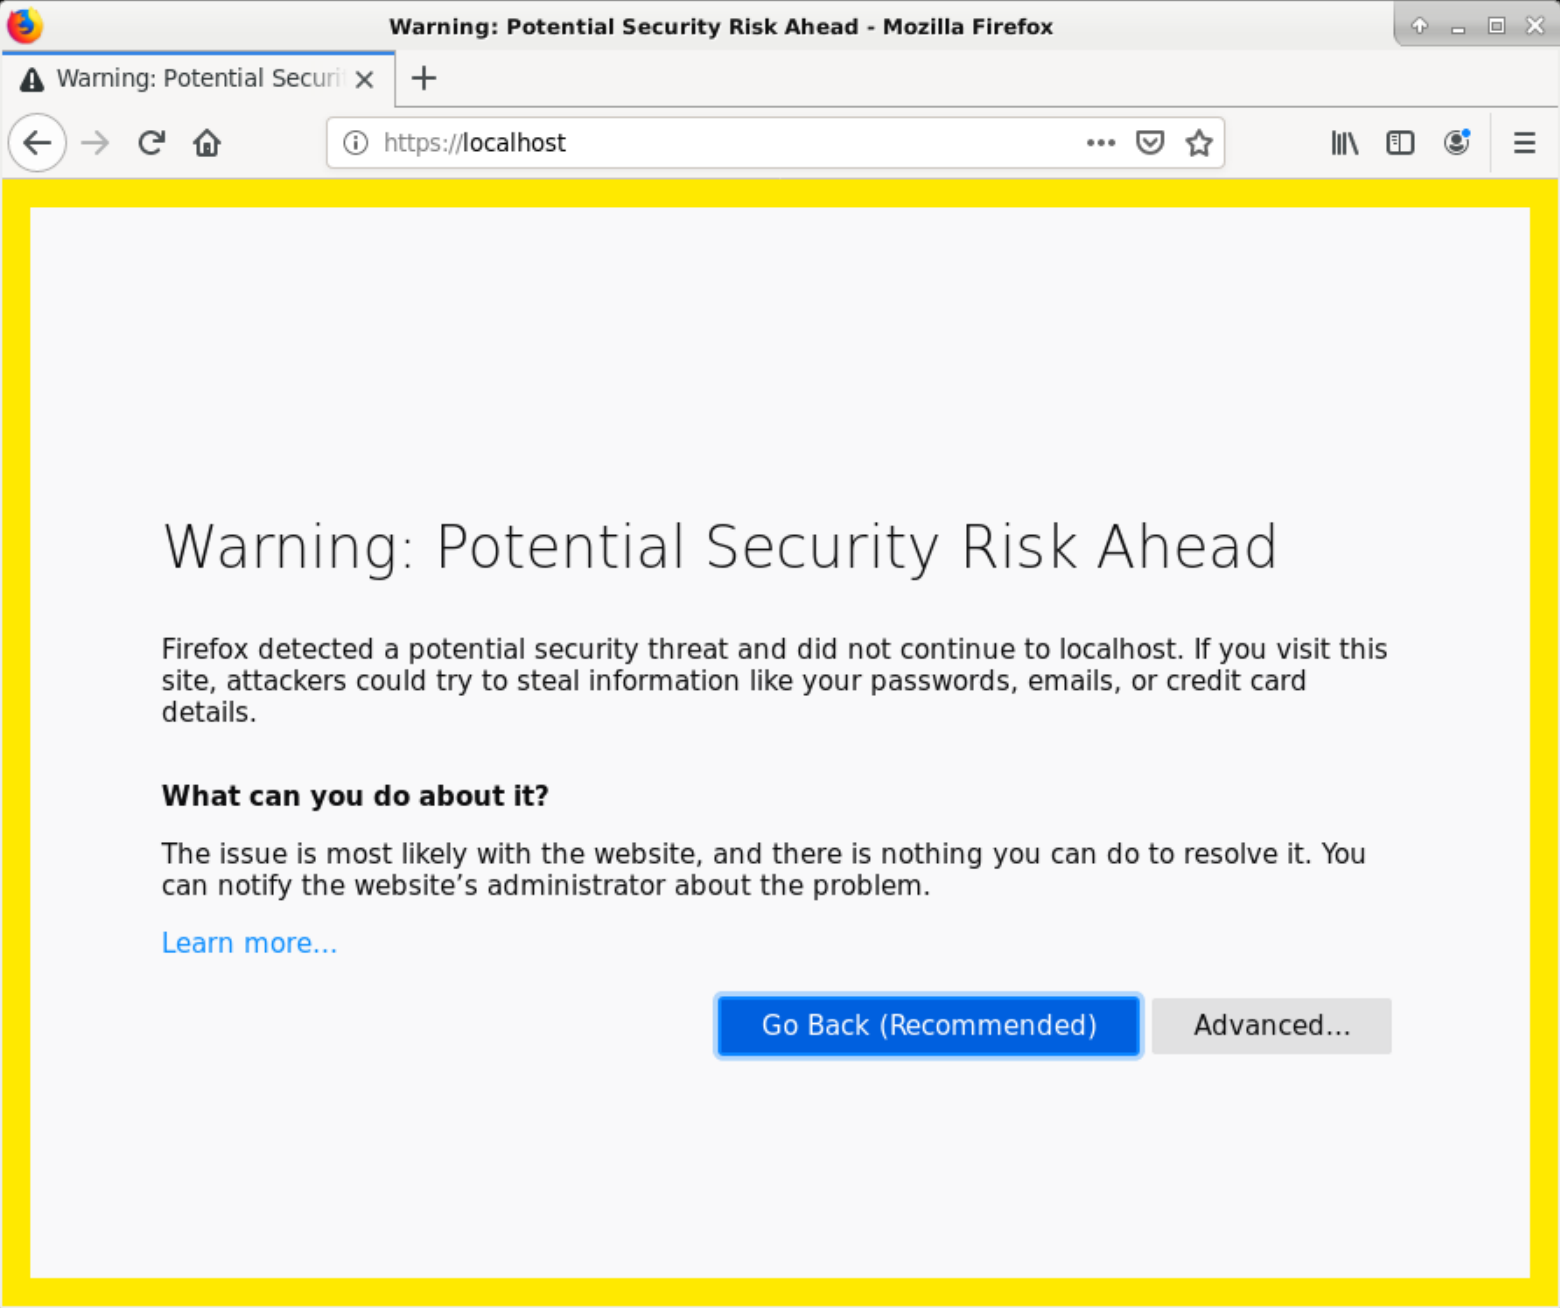 Warning: Potential Security Risk Ahead - Mozilla Firefox
Warning: Potential Securi
https://localhost
Warning: Potential Security Risk Ahead
Firefox detected a potential security threat and did not continue to localhost. If you visit this
site, attackers could try to steal information like your passwords, emails, or credit card
details.
What can you do about it?
The issue is most likely with the website, and there is nothing you can do to resolve it. You
can notify the website’s administrator about the problem.
Learn more…
Go Back (Recommended)
Advanced…